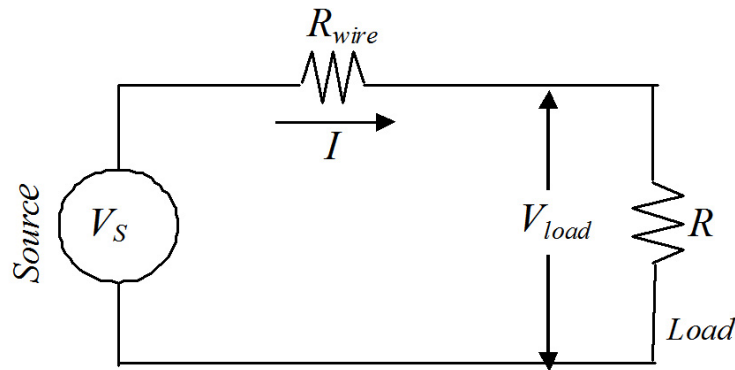 R_wire
I
Source
V_S
V_load
R
Load